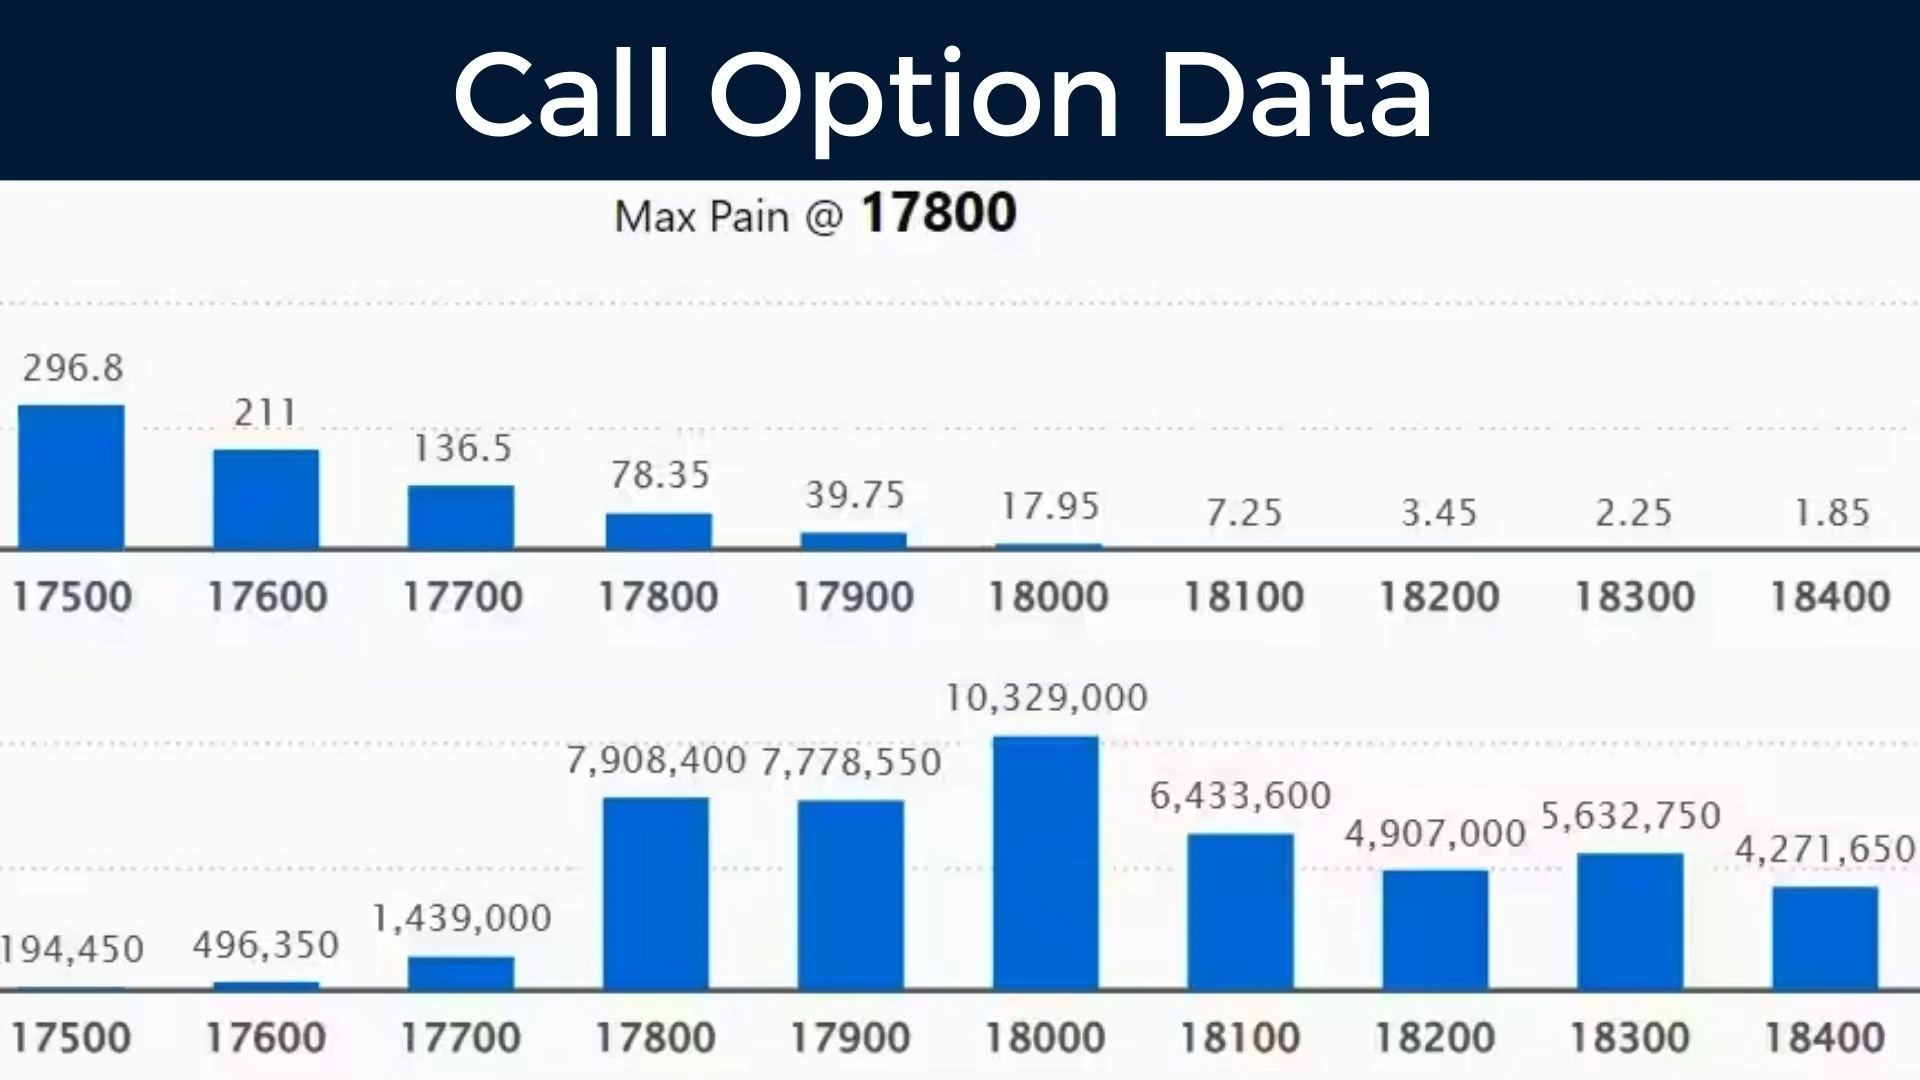 Call Option Data
Max Pain @ 17800
296.8 211 136.5 78.35 39.75 17.95 7.25 3.45 2.25 1.85
17500 17600 17700 17800 17900 18000 18100 18200 18300 18400
194,450 496,350 1,439,000 7,908,400 7,778,550 10,329,000 6,433,600 4,907,000 5,632,750 4,271,650
17500 17600 17700 17800 17900 18000 18100 18200 18300 18400